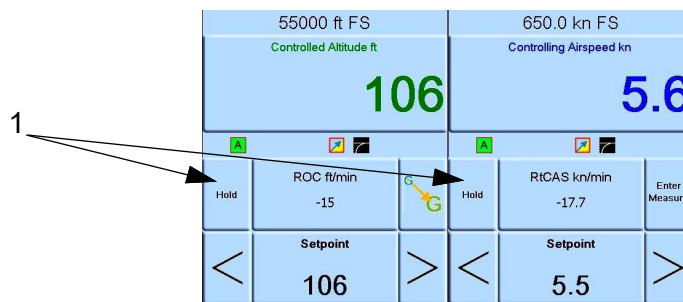 55000 ft FS
650.0 kn FS
Controlled Altitude ft
Controlling Airspeed kn
106
5.6
1
A
A
Hold
ROC ft/min
-15
G
G
Hold
RtCAS kn/min
-17.7
Enter
Measur
<
Setpoint
106
>
<
Setpoint
5.5
>